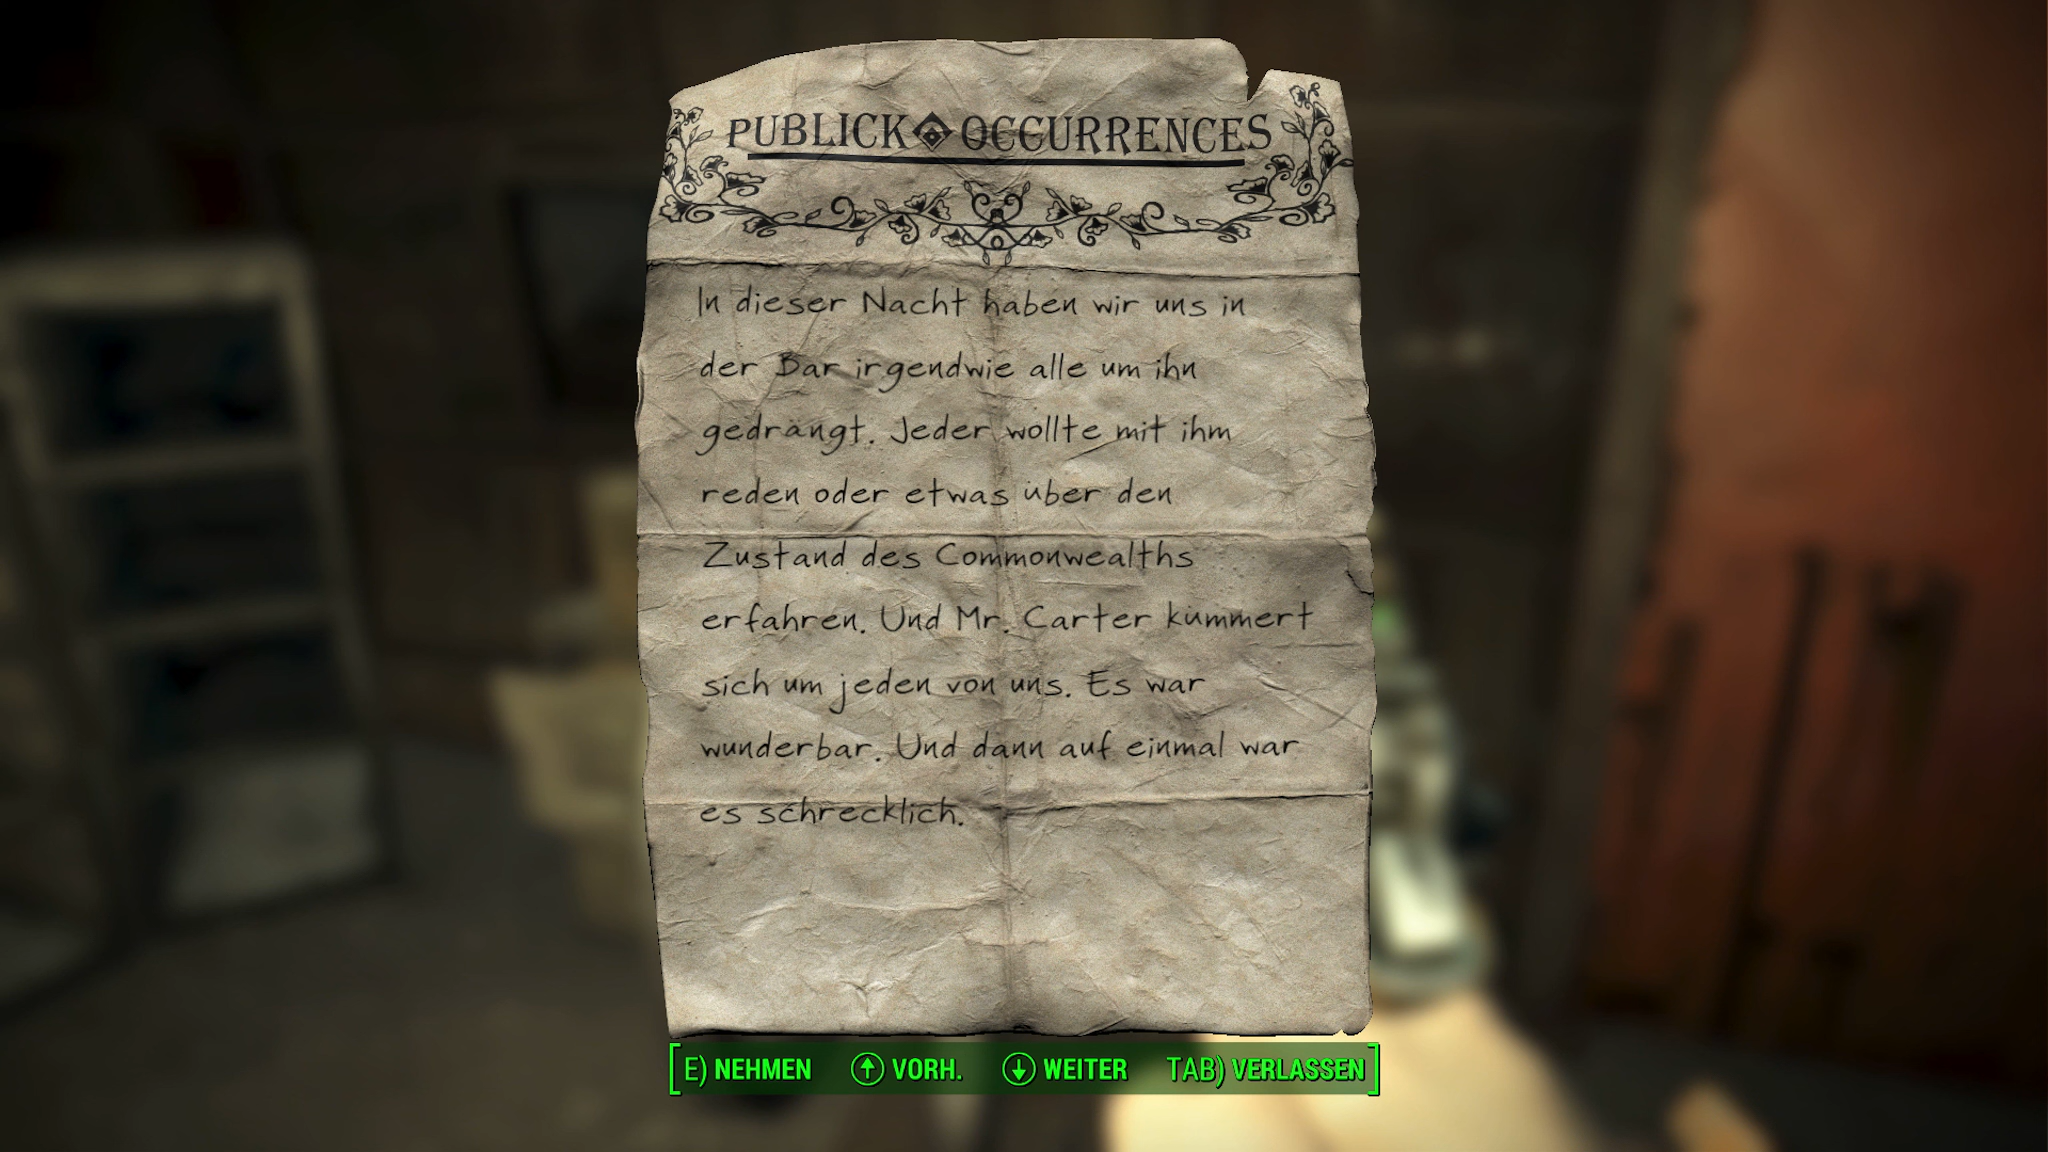 PUBLICK OCCURRENCES
In dieser Nacht haben wir uns in
der Bar irgendwie alle um ihn
gedrängt. Jeder wollte mit ihm
reden oder etwas über den
Zustand des Commonwealths
erfahren. Und Mr. Carter kümmert
sich um jeden von uns. Es war
wunderbar. Und dann auf einmal war
es schrecklich.
E) NEHMEN VORH. WEITER TAB) VERLASSEN